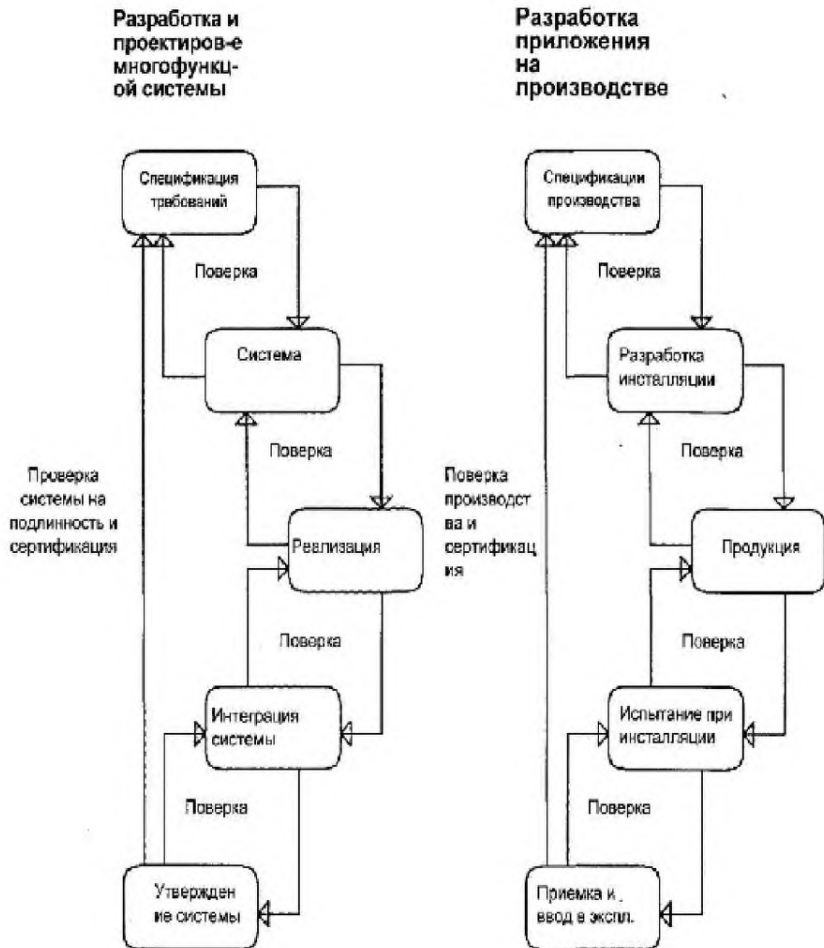 Разработка и
проектиров-е
многофункц-
ой системы
Спецификация
требований
Поверка
Система
Поверка
Проверка
системы на
подлинность и
сертификация
Реализация
Поверка
Интеграция
системы
Поверка
Утвержден
ие системы
Разработка
приложения
на
производстве
Спецификации
производства
Поверка
Разработка
инсталляции
Поверка
Поверка
производст
ва и
сертификац
ия
Продукция
Поверка
Испытание при
инсталляции
Поверка
Приемка и
ввод в экспл.